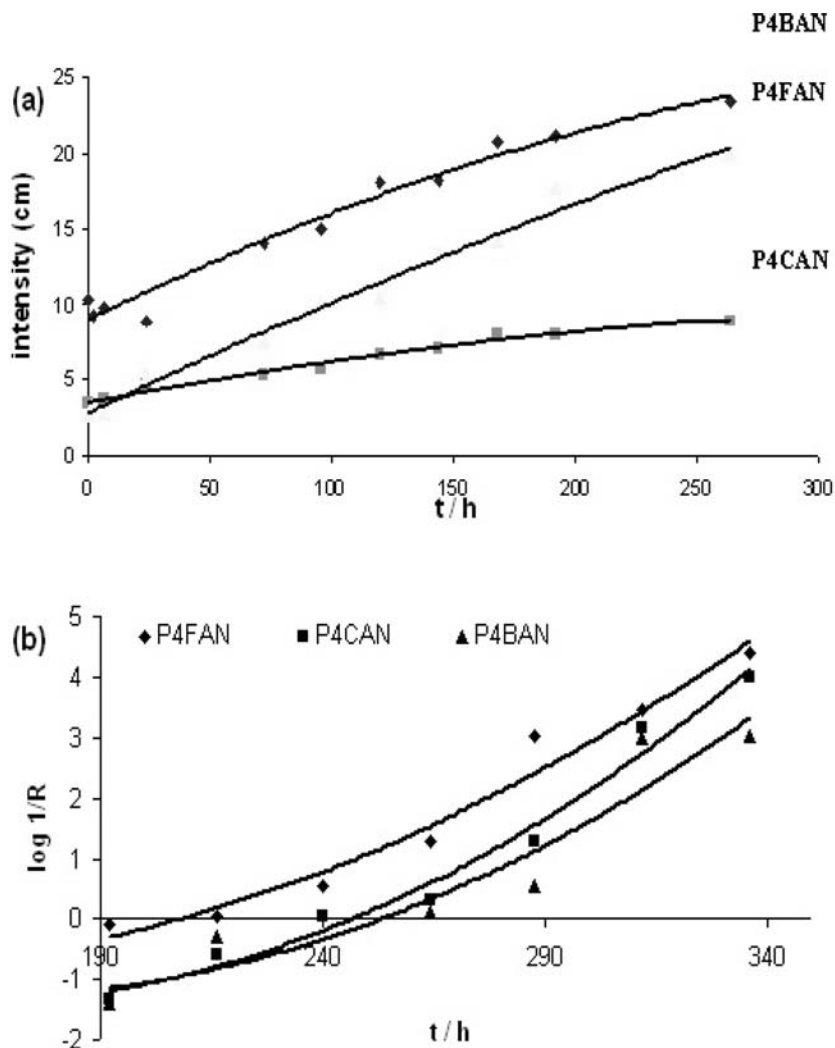 P4BAN
(a)
P4FAN
P4CAN
intensity (cm)
25
20
15
10
5
0
0 50 100 150 200 250 300
t / h
(b)
P4FAN P4CAN P4BAN
log 1/R
5
4
3
2
1
0
-1
-2
190 240 290 340
t / h